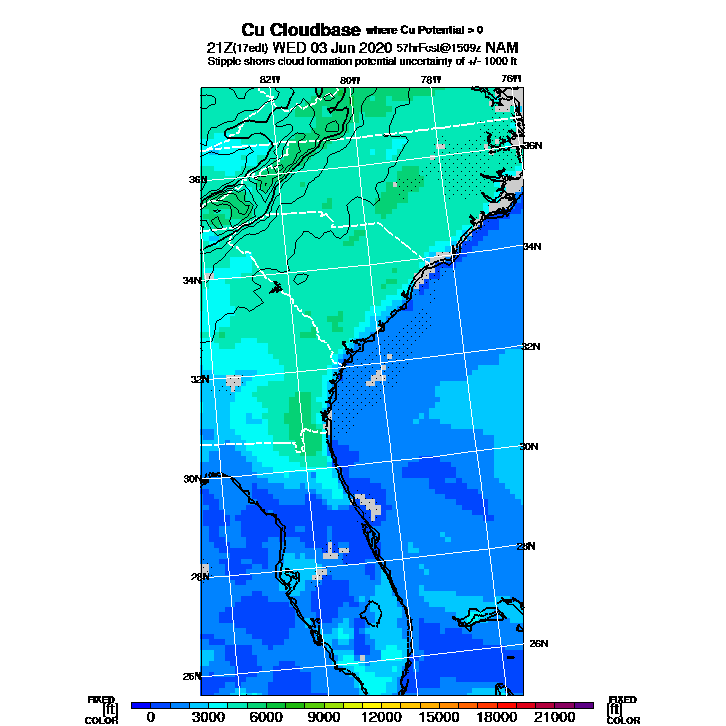 Cu Cloudbase where Cu Potential > 0
21Z(17edt) WED 03 Jun 2020 57hrFcst@1509z NAM
Stipple shows cloud formation potential uncertainty of +/- 1000 ft
82W 80W 78W 76W
36N
36N
34N
34N
32N
32N
30N
30N
28N
28N
26N
26N
FIXED
[ft]
COLOR
0 3000 6000 9000 12000 15000 18000 21000
FIXED
[ft]
COLOR